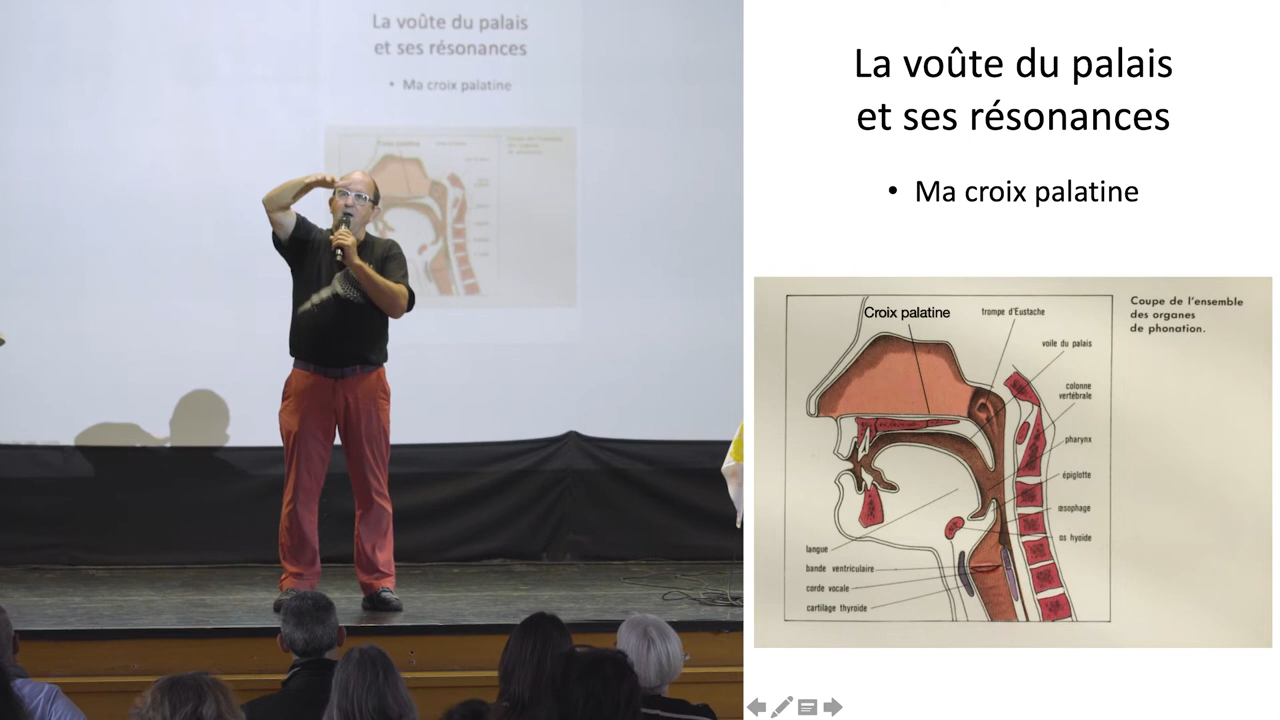 La voûte du palais
et ses résonances
• Ma croix palatine
La voûte du palais
et ses résonances
• Ma croix palatine
Croix palatine
trompe d'Eustache
voile du palais
colonne
vertébrale
pharynx
épiglotte
œsophage
os hyoïde
langue
bande ventriculaire
corde vocale
cartilage thyroïde
Coupe de l'ensemble
des organes
de phonation.